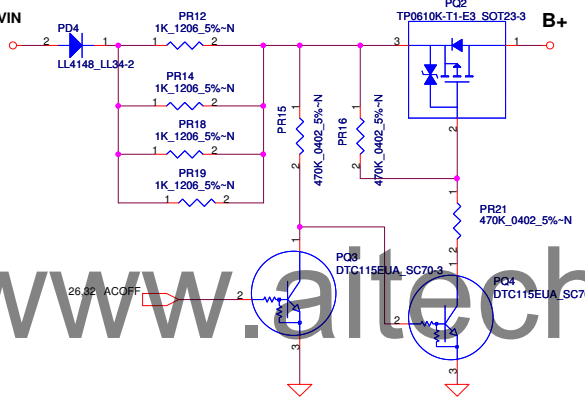 VIN
PD4
2
1
LL4148_LL34-2
PR12
1K_1206_5%~N
1
2
PR14
1K_1206_5%~N
1
2
PR18
1K_1206_5%~N
1
2
PR19
1K_1206_5%~N
1
2
PR15
470K_0402_5%~N
1
2
PR16
470K_0402_5%~N
1
2
PQ2
TP0610K-T1-E3_SOT23-3
3
1
2
B+
PR21
470K_0402_5%~N
1
2
PQ3
DTC115EUA_SC70-3
1
2
3
26,32 ACOFF
PQ4
DTC115EUA_SC70
1
2
3
www.aitech